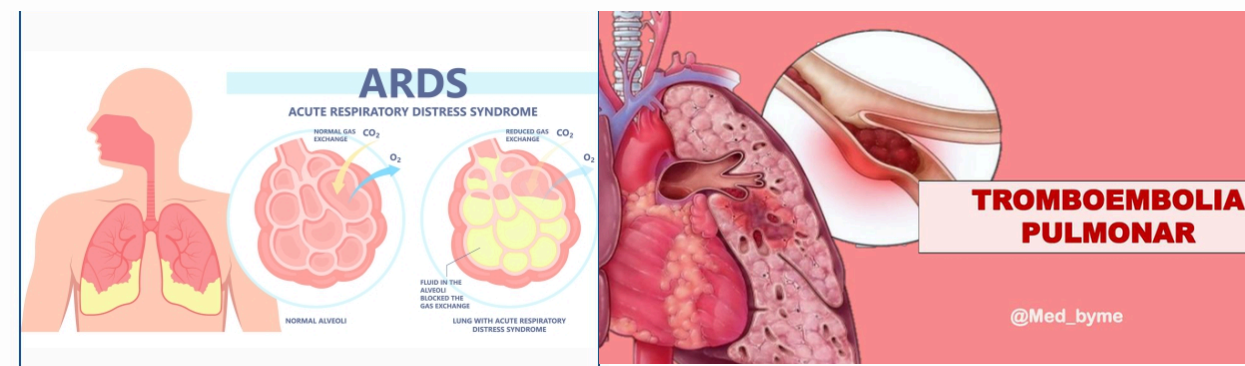 ARDS
ACUTE RESPIRATORY DISTRESS SYNDROME
NORMAL GAS
EXCHANGE
CO₂
O₂
REDUCED GAS
EXCHANGE
CO₂
O₂
FLUID IN THE
ALVEOLI
BLOCKED THE
GAS EXCHANGE
NORMAL ALVEOLI
LUNG WITH ACUTE RESPIRATORY
DISTRESS SYNDROME
TROMBOEMBOLIA
PULMONAR
@Med_byme